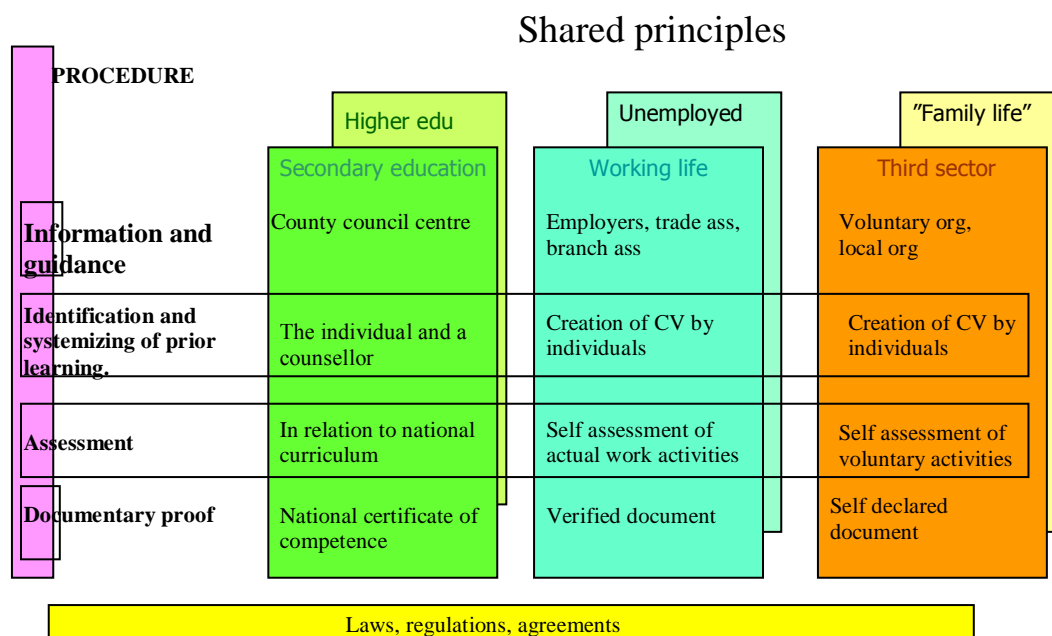 Shared principles
PROCEDURE
Higher edu
Unemployed
”Family life”
Secondary education
Working life
Third sector
Information and
guidance
County council centre
Employers, trade ass,
branch ass
Voluntary org,
local org
Identification and
systemizing of prior
learning.
The individual and a
counsellor
Creation of CV by
individuals
Creation of CV by
individuals
Assessment
In relation to national
curriculum
Self assessment of
actual work activities
Self assessment of
voluntary activities
Documentary proof
National certificate of
competence
Verified document
Self declared
document
Laws, regulations, agreements